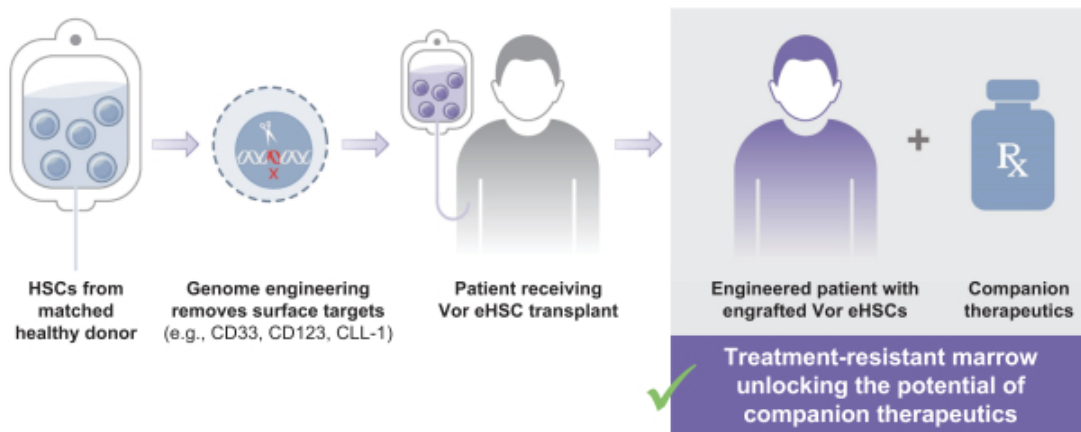 HSCs from
matched
healthy donor
Genome engineering
removes surface targets
(e.g., CD33, CD123, CLL-1)
X
Patient receiving
Vor eHSC transplant
Engineered patient with
engrafted Vor eHSCs
+
Rx
Companion
therapeutics
Treatment-resistant marrow
unlocking the potential of
companion therapeutics